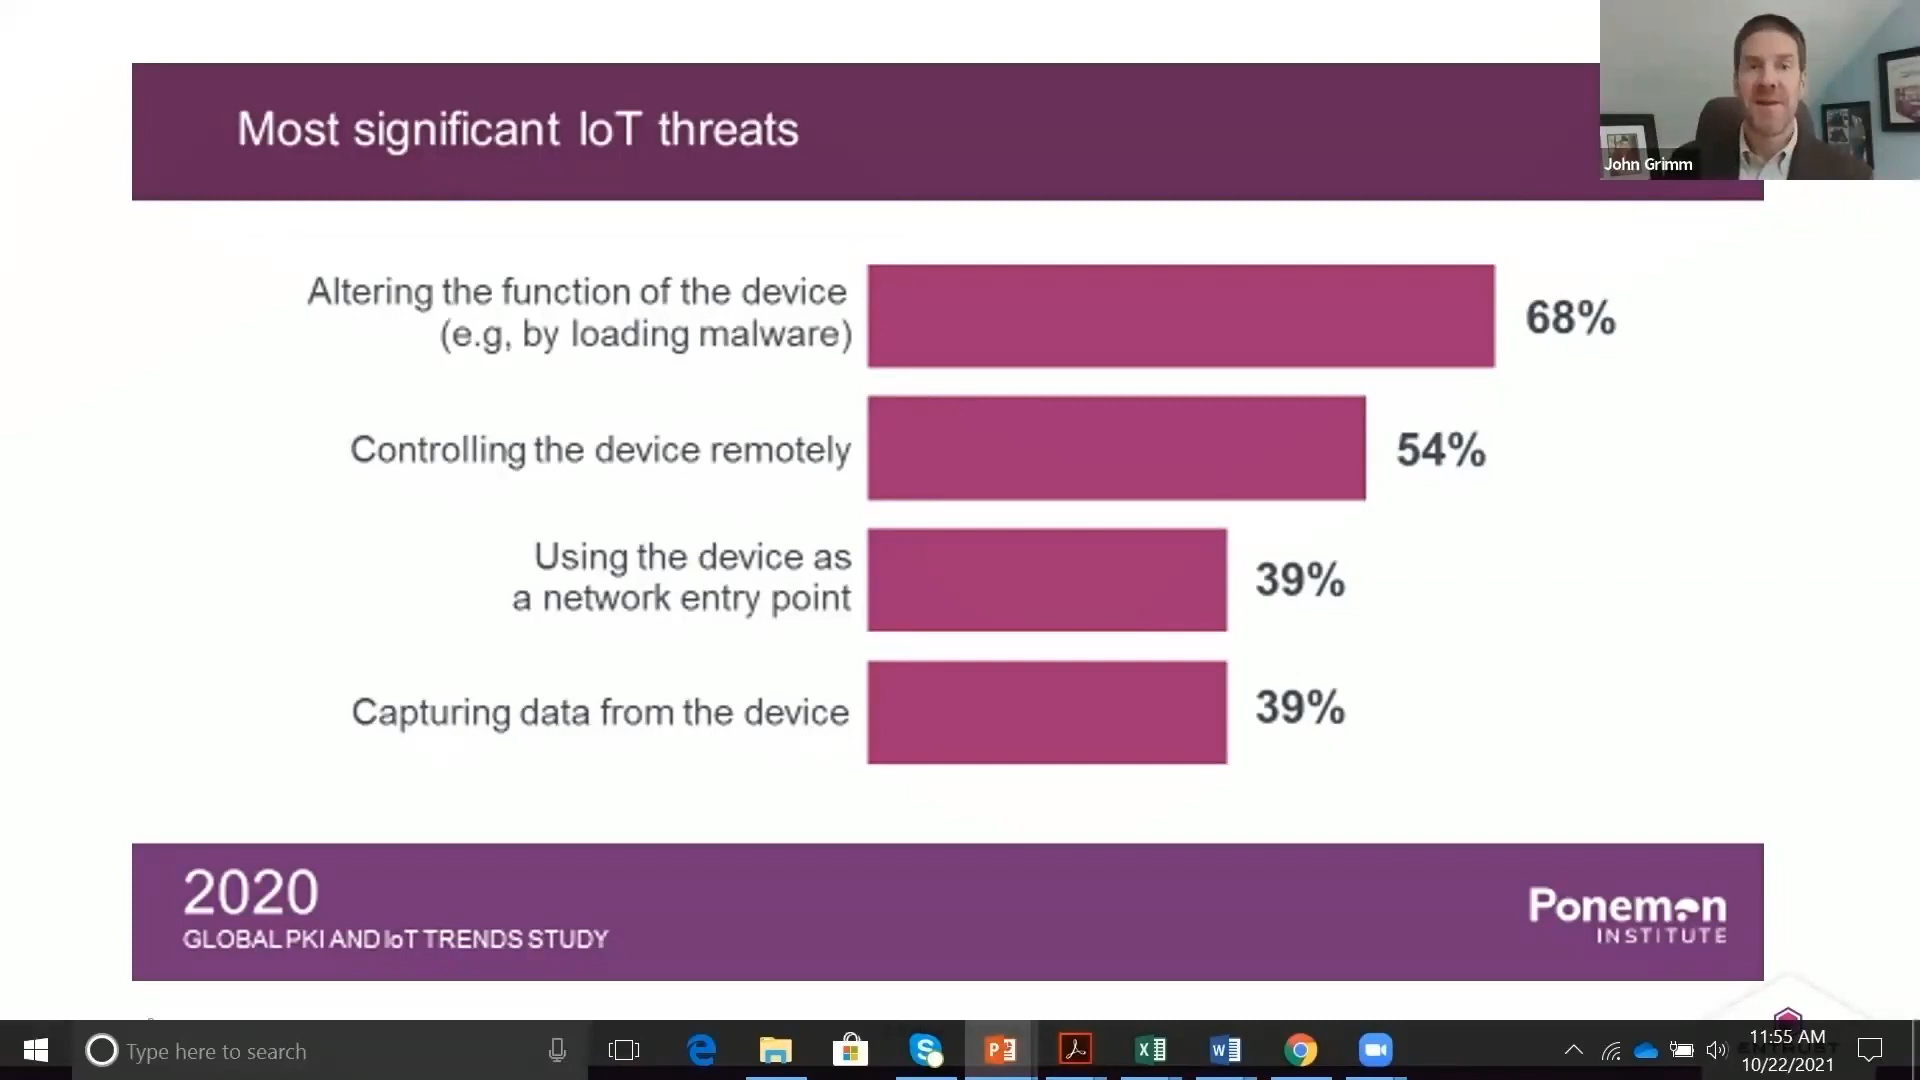 Most significant IoT threats
John Grimm
Altering the function of the device
(e.g, by loading malware)
68%
Controlling the device remotely
54%
Using the device as
a network entry point
39%
Capturing data from the device
39%
2020
GLOBAL PKI AND IoT TRENDS STUDY
Ponemon
INSTITUTE
Type here to search
11:55 AM
10/22/2021